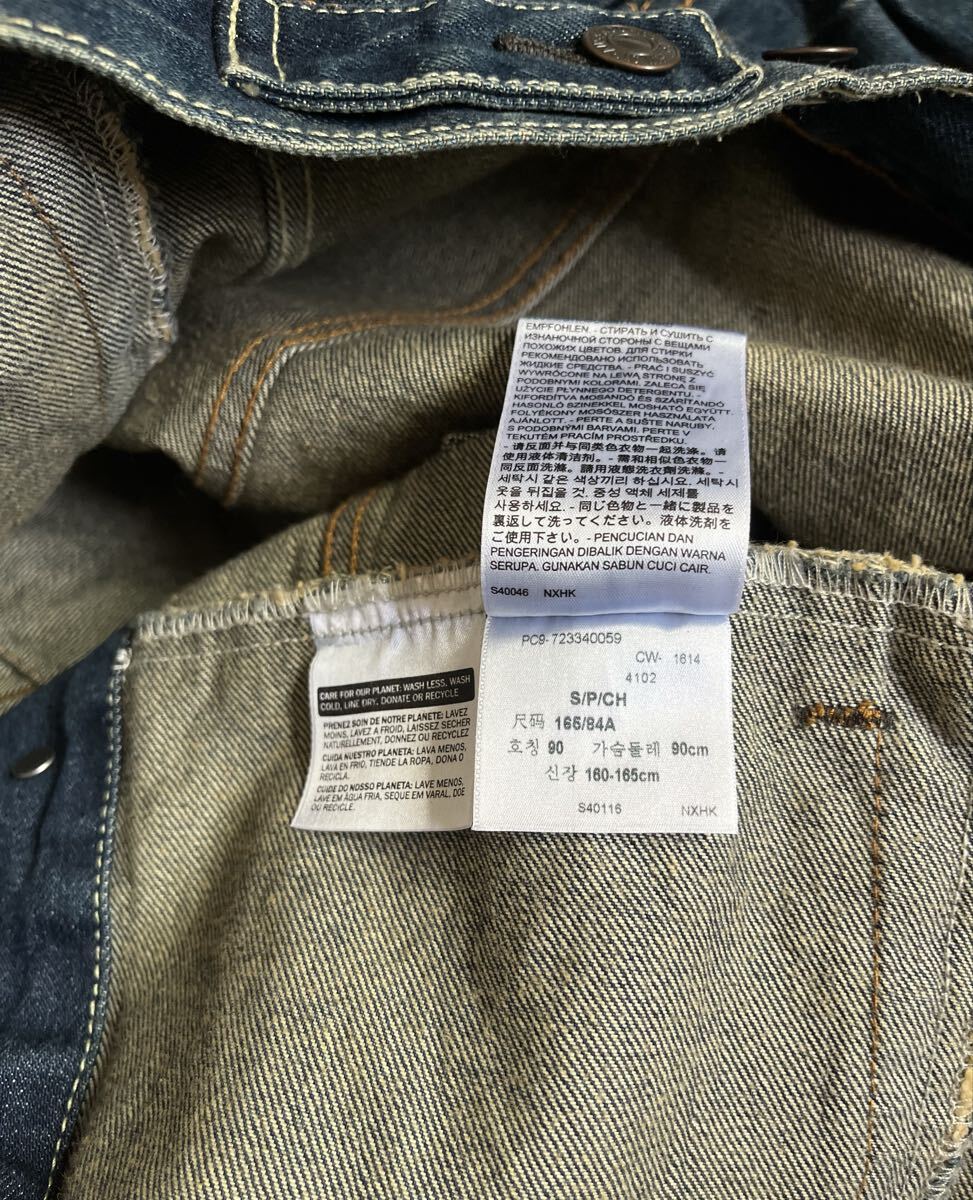 EMPFOHLEN. - СТИРАТЬ И СУШИТЬ С
ИЗНАНОЧНОЙ СТОРОНЫ С ВЕЩАМИ
ПОХОЖИХ ЦВЕТОВ. ДЛЯ СТИРКИ
РЕКОМЕНДОВАНО ИСПОЛЬЗОВАТЬ
ЖИДКИЕ СРЕДСТВА. - PRAĆ I SUSZYĆ
WYWRÓCONE NA LEWĄ STRONĘ Z
PODOBNYMI KOLORAMI. ZALECA SIĘ
UŻYCIE PŁYNNEGO DETERGENTU. -
KIFORDÍTVA MOSANDÓ ÉS SZÁRÍTANDÓ
HASONLÓ SZÍNEKKEL MOSHATÓ EGYÜTT.
FOLYÉKONY MOSÓSZER HASZNÁLATA
AJÁNLOTT. - PERTE A SUŠTE NARUBY,
S PODOBNÝMI BARVAMI. PERTE V
TEKUTÉM PRACÍM PROSTŘEDKU.
- 请反面并与同类色衣物一起洗涤。请
使用液体清洁剂。- 需和相似色衣物一
同反面洗滌。請用液態洗衣劑洗滌。-
세탁시 같은 색상끼리 하십시요. 세탁시
옷을 뒤집을 것. 중성 액체 세제를
사용하세요. - 同じ色物と一緒に製品を
裏返して洗ってください。液体洗剤を
ご使用下さい。- PENCUCIAN DAN
PENGERINGAN DIBALIK DENGAN WARNA
SERUPA. GUNAKAN SABUN CUCI CAIR.
S40046 NXHK
PC9-723340059
CW- 1614
4102
S/P/CH
尺码 165/84A
호칭 90 가슴둘레 90cm
신장 160-165cm
S40116 NXHK
CARE FOR OUR PLANET: WASH LESS, WASH
COLD, LINE DRY, DONATE OR RECYCLE
PRENEZ SOIN DE NOTRE PLANETE: LAVEZ
MOINS, LAVEZ A FROID, LAISSEZ SECHER
NATURELLEMENT, DONNEZ OU RECYCLEZ
CUIDA NUESTRO PLANETA: LAVA MENOS,
LAVA EN FRIO, TIENDE LA ROPA, DONA O
RECICLA.
CUIDE DO NOSSO PLANETA: LAVE MENOS,
LAVE EM ÁGUA FRIA, SEQUE EM VARAL, DOE
OU RECICLE.